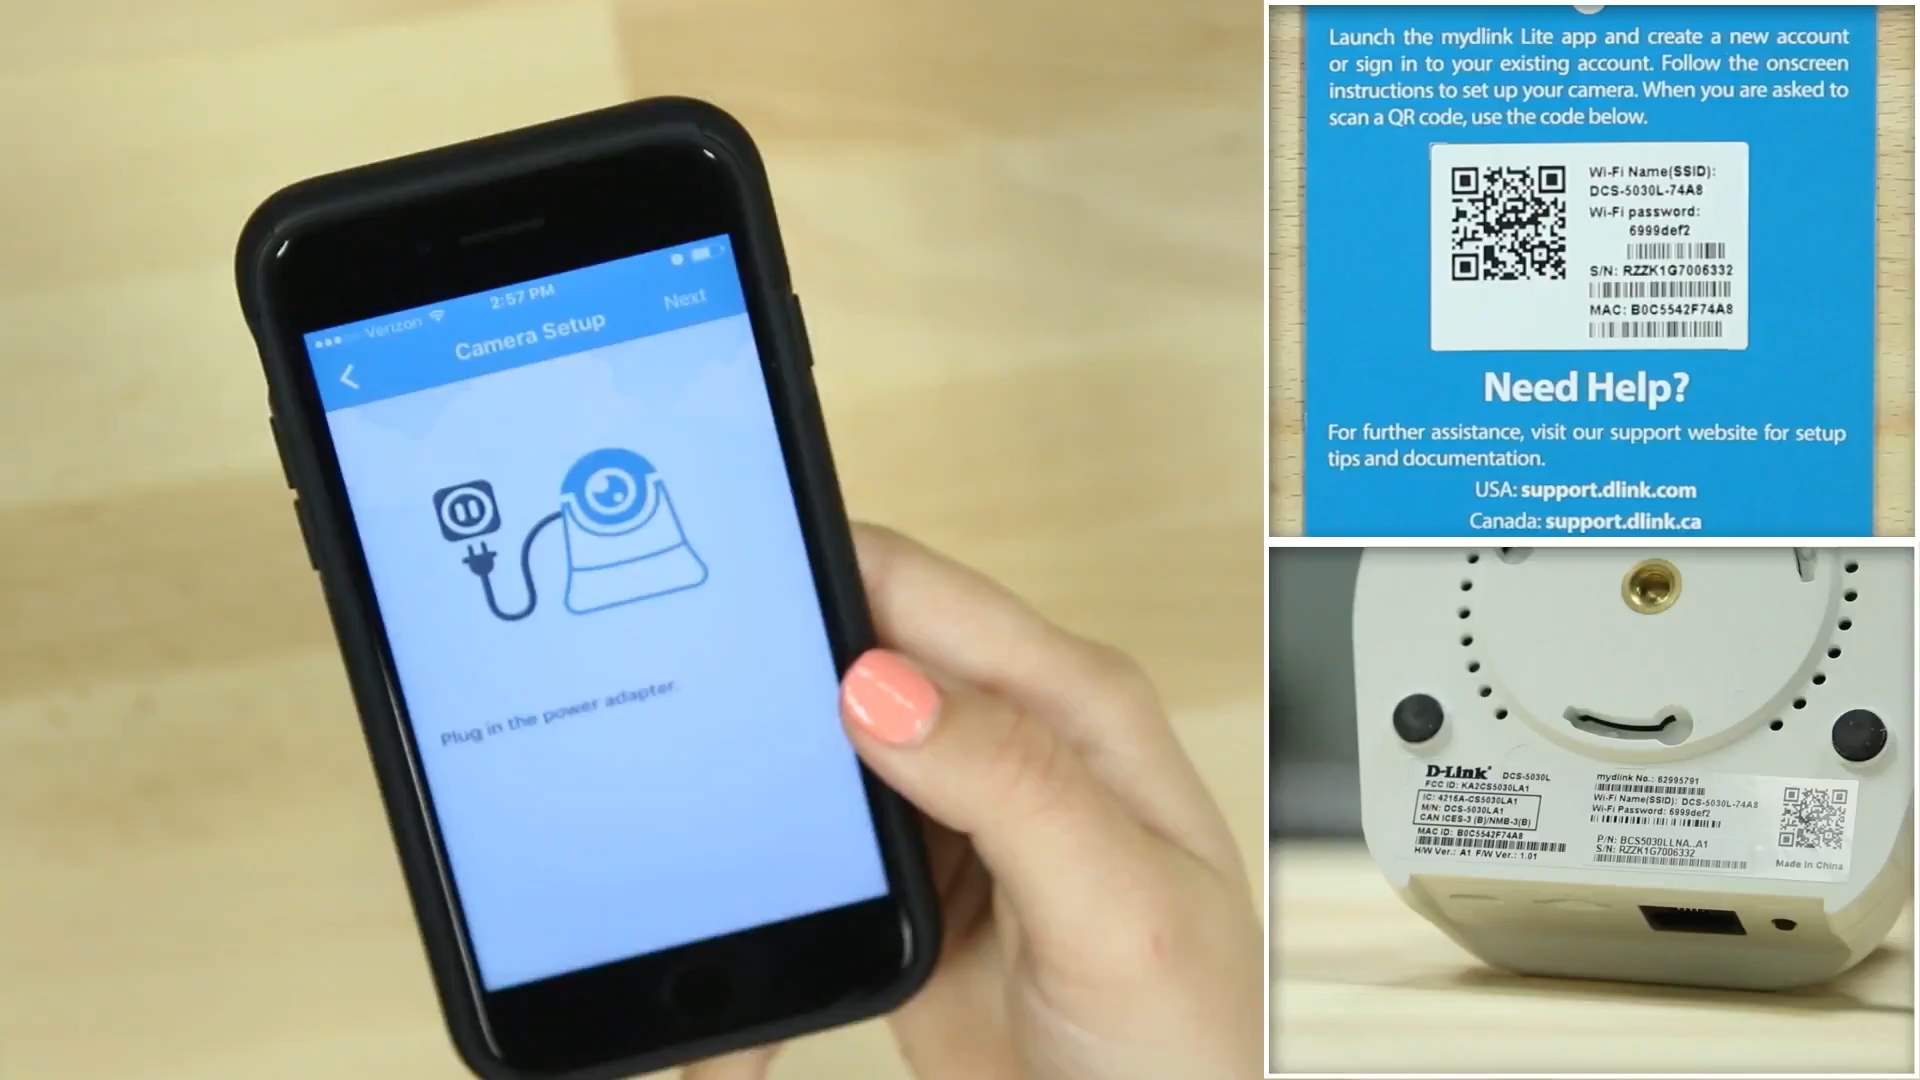 Verizon
2:57 PM
Camera Setup
Next
Plug in the power adapter.
Launch the mydlink Lite app and create a new account
or sign in to your existing account. Follow the onscreen
instructions to set up your camera. When you are asked to
scan a QR code, use the code below.
Wi-Fi Name(SSID):
DCS-5030L-74A8
Wi-Fi password:
6999def2
S/N: RZZK1G7006332
MAC: B0C5542F74A8
Need Help?
For further assistance, visit our support website for setup
tips and documentation.
USA: support.dlink.com
Canada: support.dlink.ca
D-Link DCS-5030L
FCC ID: KA2CS5030LA1
IC: 4216A-CS5030LA1
M/N: DCS-5030LA1
CAN ICES-3 (B)/NMB-3(B)
MAC ID: B0C5542F74A8
H/W Ver.: A1 F/W Ver.: 1.01
mydlink No.: 62995791
Wi-Fi Name(SSID): DCS-5030L-74A8
Wi-Fi Password: 6999def2
P/N: BCS5030LLNA..A1
S/N: RZZK1G7006332
Made in China